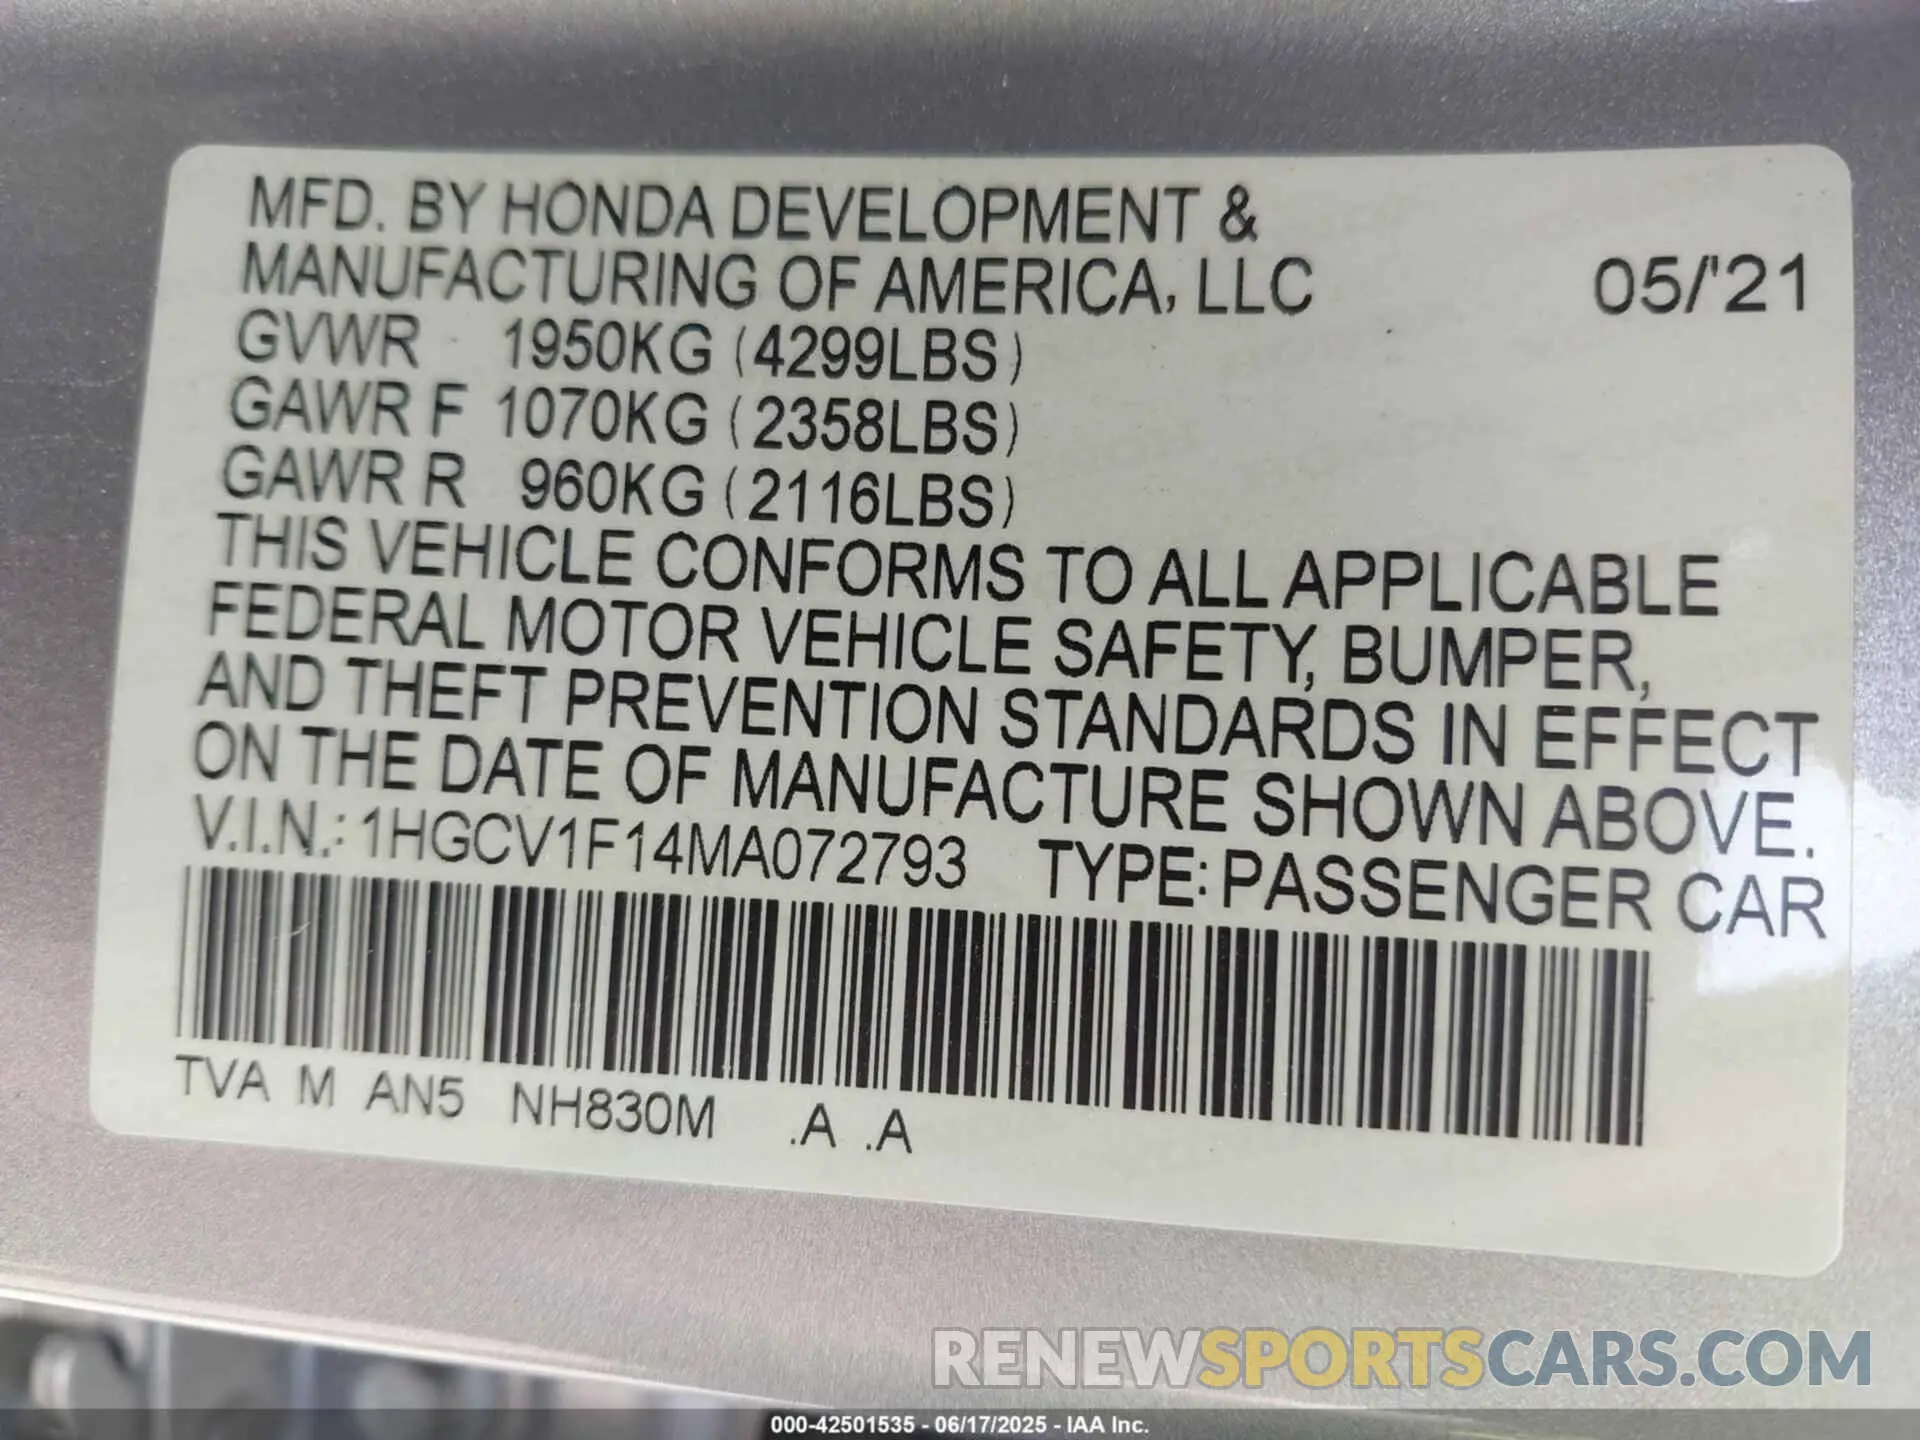 MFD. BY HONDA DEVELOPMENT &
MANUFACTURING OF AMERICA, LLC 05/'21
GVWR 1950KG (4299LBS)
GAWR F 1070KG (2358LBS)
GAWR R 960KG (2116LBS)
THIS VEHICLE CONFORMS TO ALL APPLICABLE
FEDERAL MOTOR VEHICLE SAFETY, BUMPER,
AND THEFT PREVENTION STANDARDS IN EFFECT
ON THE DATE OF MANUFACTURE SHOWN ABOVE.
V.I.N.: 1HGCV1F14MA072793 TYPE: PASSENGER CAR
TVA M AN5 NH830M .A .A
RENEWSPORTSCARS.COM
000-42501535 - 06/17/2025 - IAA Inc.